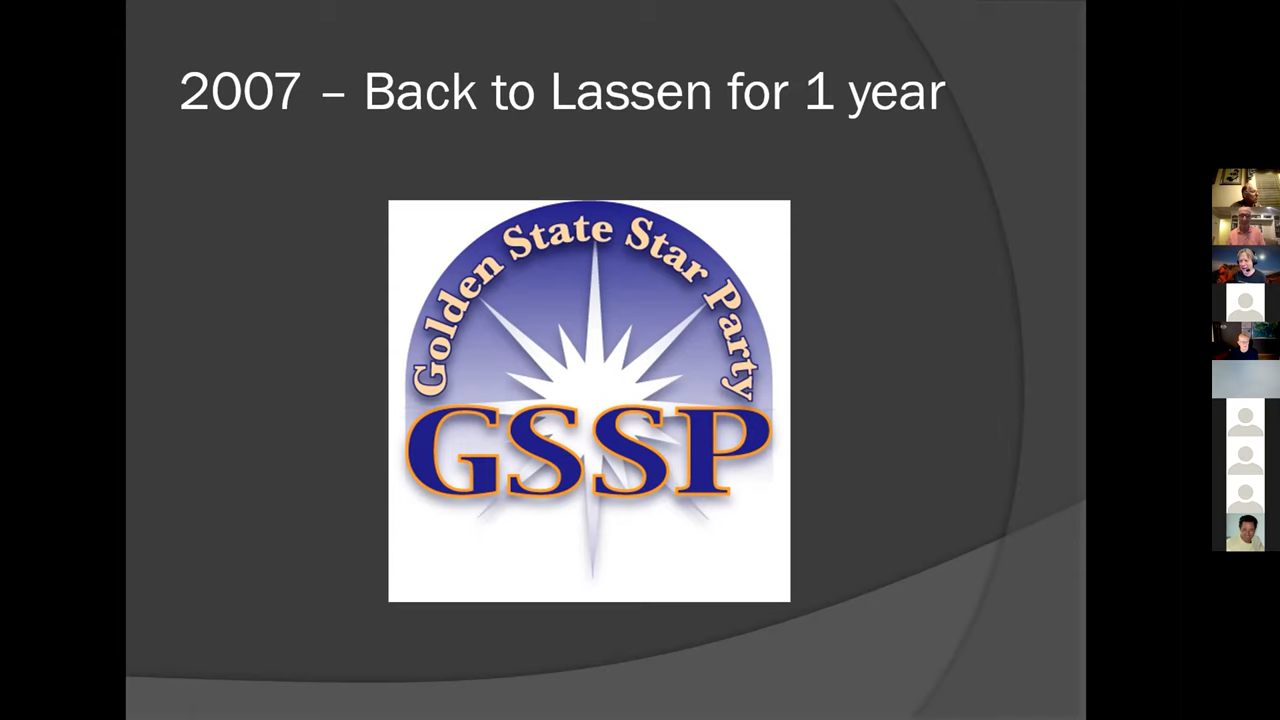 2007 – Back to Lassen for 1 year
Golden State Star Party
GSSP